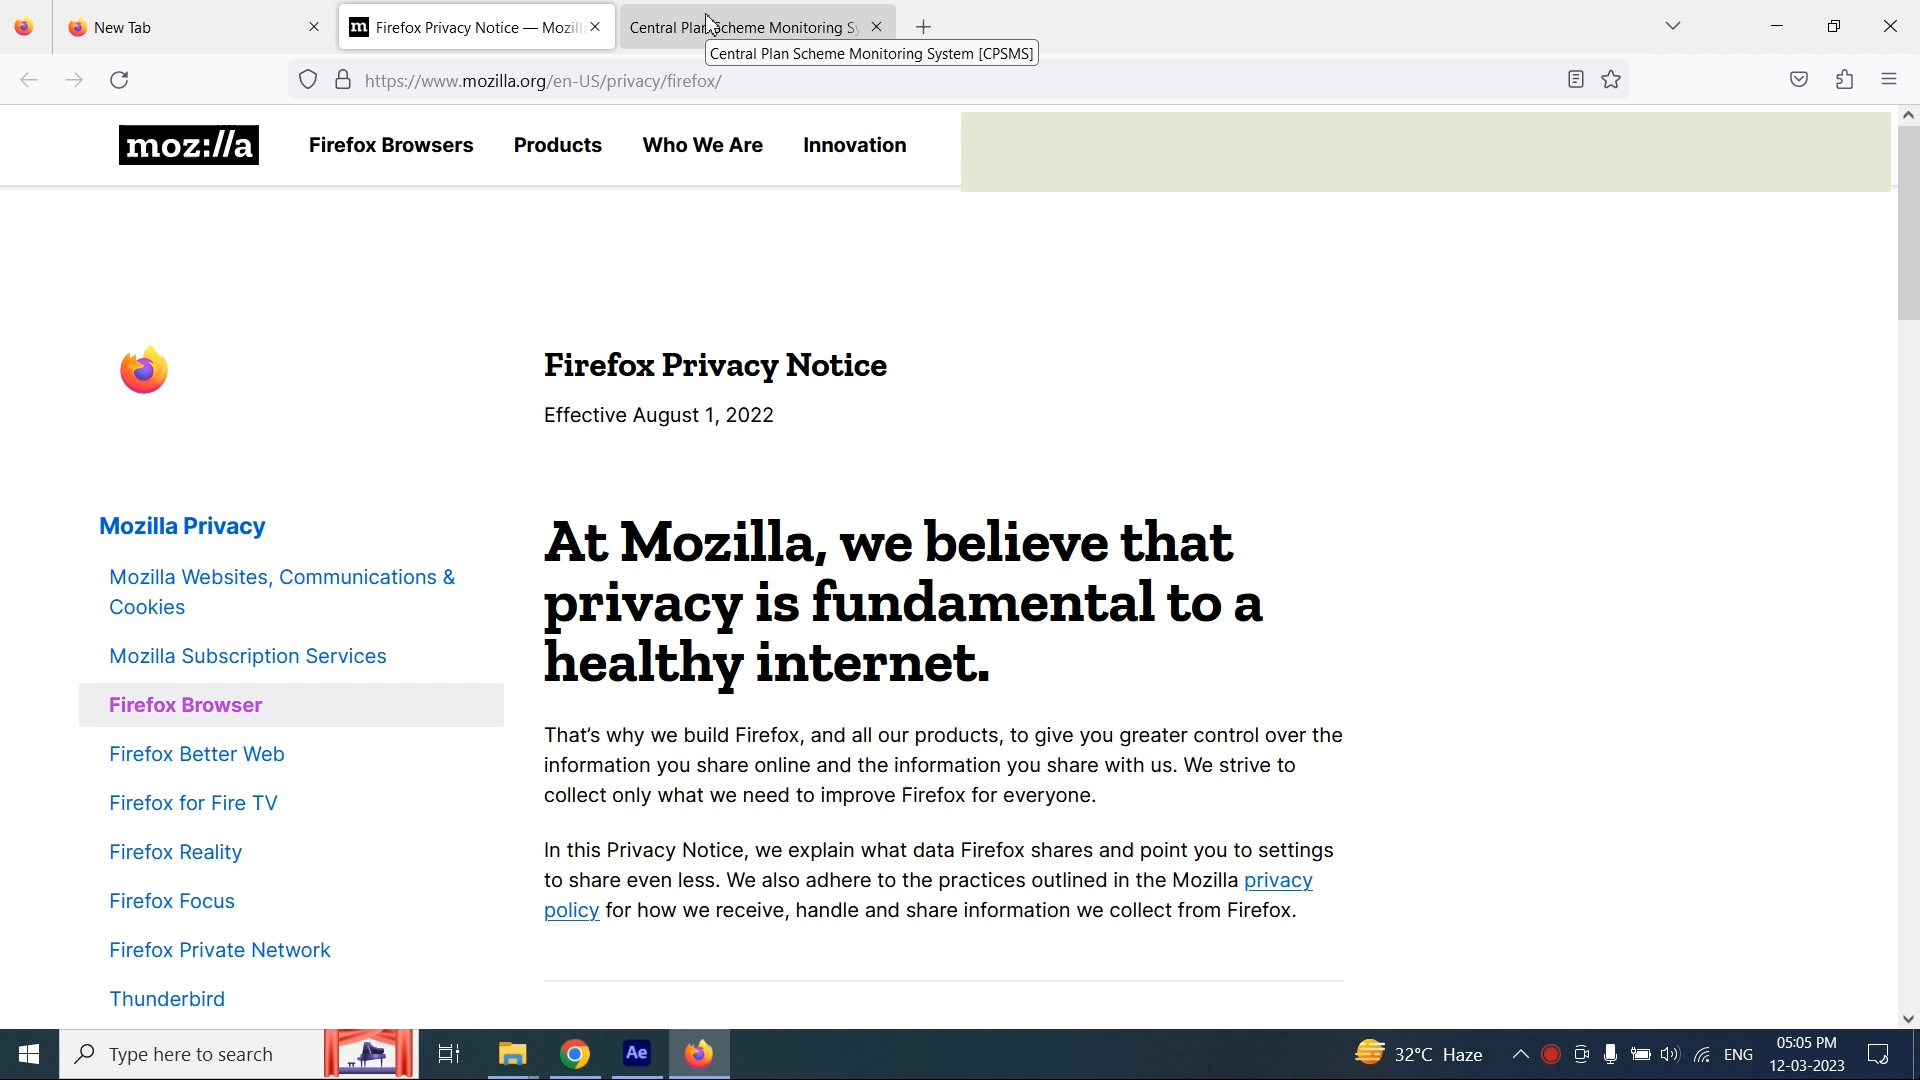 New Tab
Firefox Privacy Notice — Mozill
Central Plan Scheme Monitoring Sy
Central Plan Scheme Monitoring System [CPSMS]
https://www.mozilla.org/en-US/privacy/firefox/
moz://a
Firefox Browsers
Products
Who We Are
Innovation
Firefox Privacy Notice
Effective August 1, 2022
Mozilla Privacy
Mozilla Websites, Communications &
Cookies
Mozilla Subscription Services
Firefox Browser
Firefox Better Web
Firefox for Fire TV
Firefox Reality
Firefox Focus
Firefox Private Network
Thunderbird
At Mozilla, we believe that
privacy is fundamental to a
healthy internet.
That’s why we build Firefox, and all our products, to give you greater control over the
information you share online and the information you share with us. We strive to
collect only what we need to improve Firefox for everyone.
In this Privacy Notice, we explain what data Firefox shares and point you to settings
to share even less. We also adhere to the practices outlined in the Mozilla privacy
policy for how we receive, handle and share information we collect from Firefox.
Type here to search
Ae
32°C Haze
ENG
05:05 PM
12-03-2023